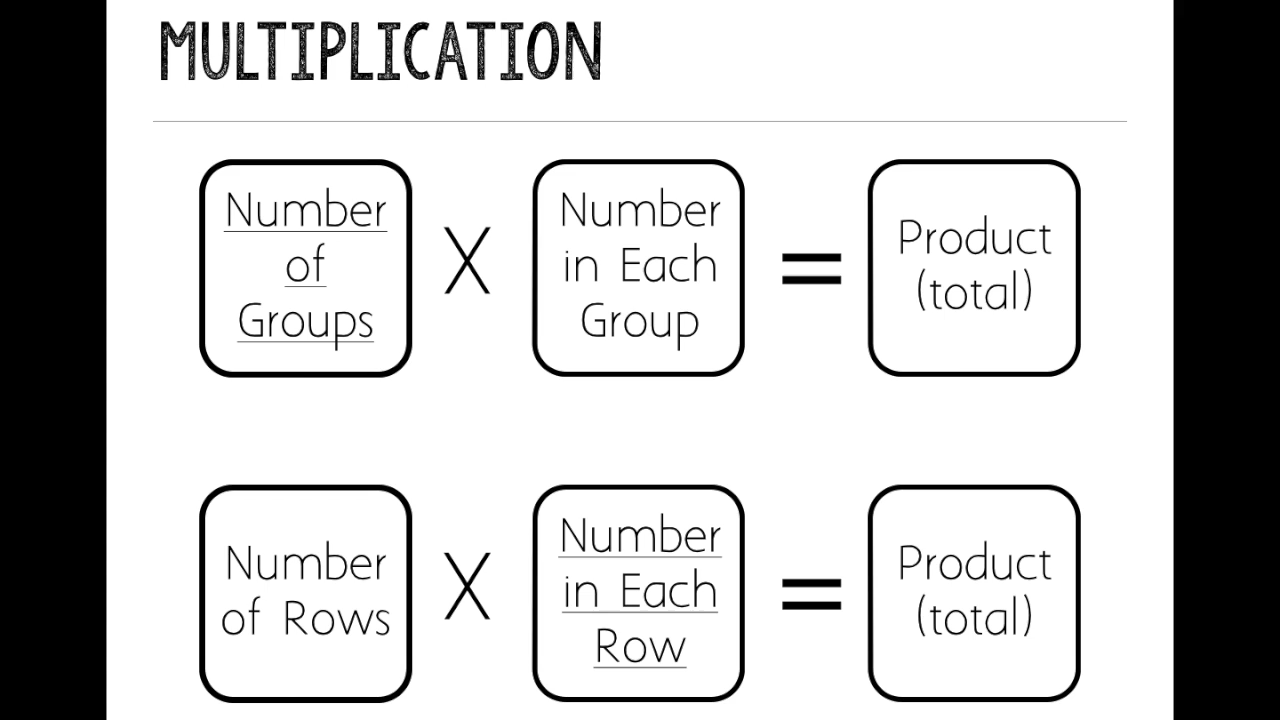 MULTIPLICATION
Number
of
Groups
X
Number
in Each
Group
=
Product
(total)
Number
of Rows
X
Number
in Each
Row
=
Product
(total)